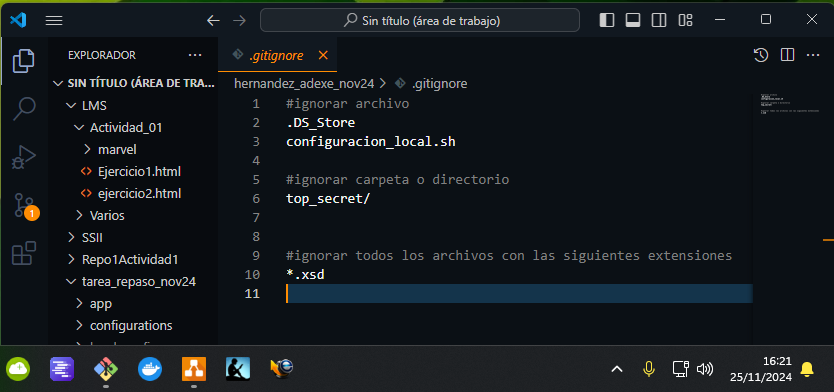 Sin título (área de trabajo)
EXPLORADOR
SIN TÍTULO (ÁREA DE TRA...
LMS
Actividad_01
marvel
Ejercicio1.html
ejercicio2.html
Varios
SSII
Repo1Actividad1
tarea_repaso_nov24
app
configurations
1
.gitignore
hernandez_adexe_nov24 > .gitignore
1 #ignorar archivo
2 .DS_Store
3 configuracion_local.sh
4
5 #ignorar carpeta o directorio
6 top_secret/
7
8
9 #ignorar todos los archivos con las siguientes extensiones
10 *.xsd
11
16:21
25/11/2024